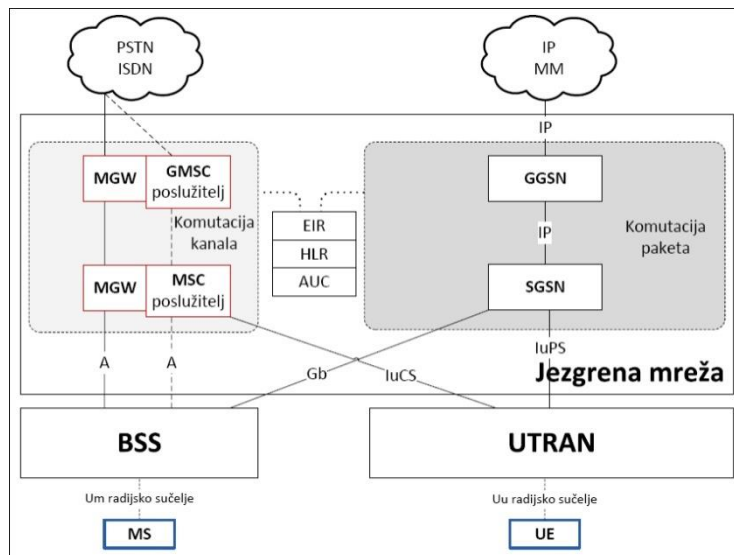 PSTN
ISDN
IP
MM
IP
MGW
GMSC
poslužitelj
GGSN
Komutacija
kanala
EIR
HLR
AUC
IP
Komutacija
paketa
MGW
MSC
poslužitelj
SGSN
A
A
Gb
IuCS
IuPS
Jezgrena mreža
BSS
UTRAN
Um radijsko sučelje
Uu radijsko sučelje
MS
UE